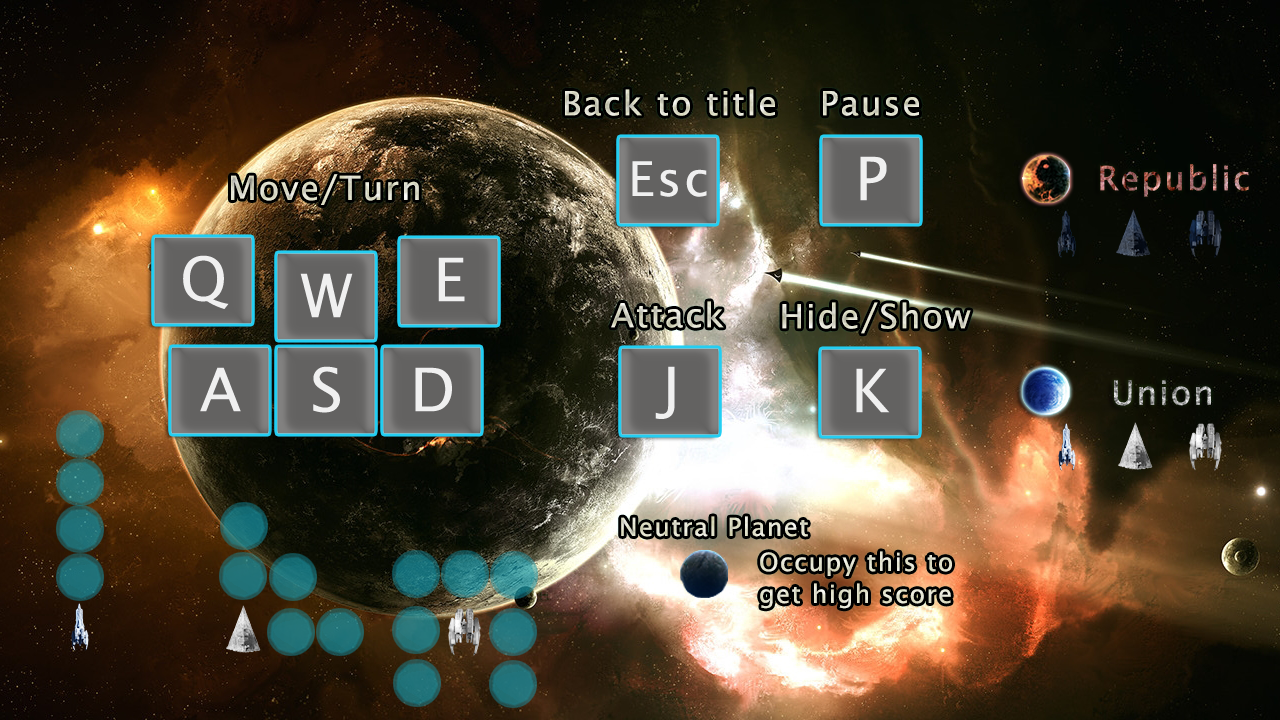 Back to title
Pause
Esc
P
Republic
Move/Turn
Q
W
E
Attack
Hide/Show
A
S
D
J
K
Union
Neutral Planet
Occupy this to
get high score